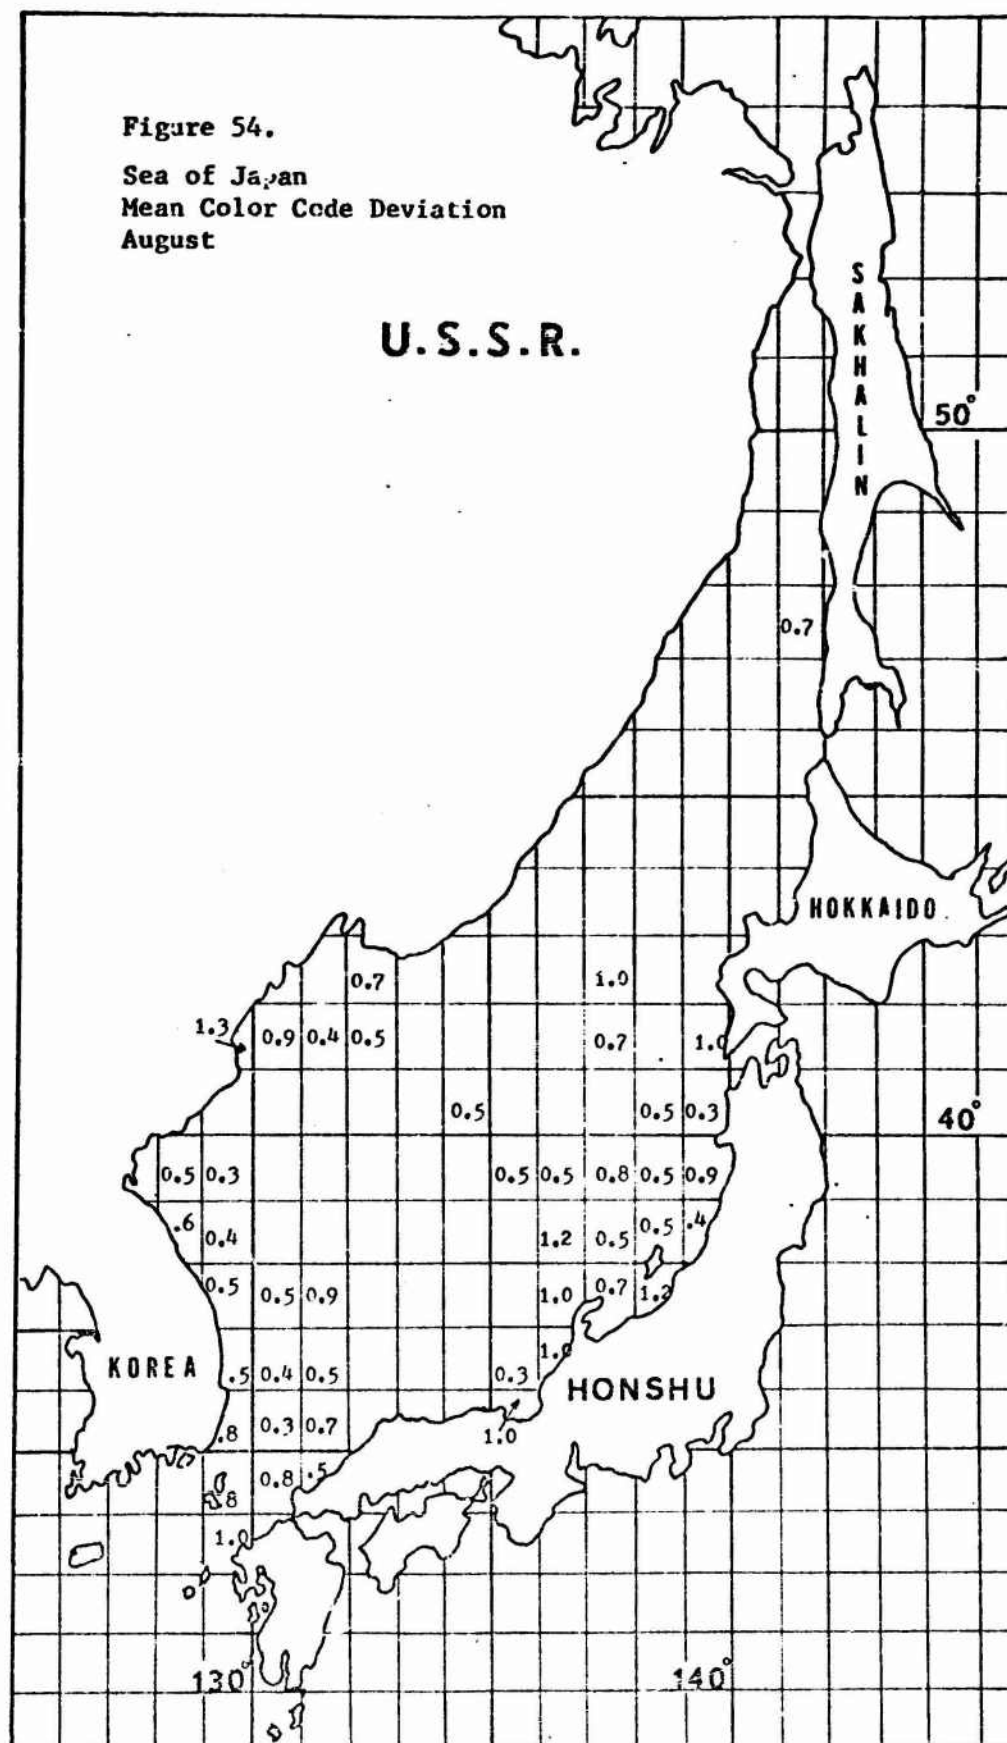 Figure 54.
Sea of Japan
Mean Color Code Deviation
August
U.S.S.R.
SAKHALIN
50°
0.7
HOKKAIDO
0.7 1.0
1.3 0.9 0.4 0.5 0.7 1.0
0.5 0.5 0.3 40°
0.5 0.3 0.5 0.5 0.8 0.5 0.9
.6 0.4 1.2 0.5 0.5 .4
0.5 0.5 0.9 1.0 0.7 1.2
1.0
KOREA .5 0.4 0.5 0.3 HONSHU
.8 0.3 0.7 1.0
0.8 .5
8
1.0
130° 140°